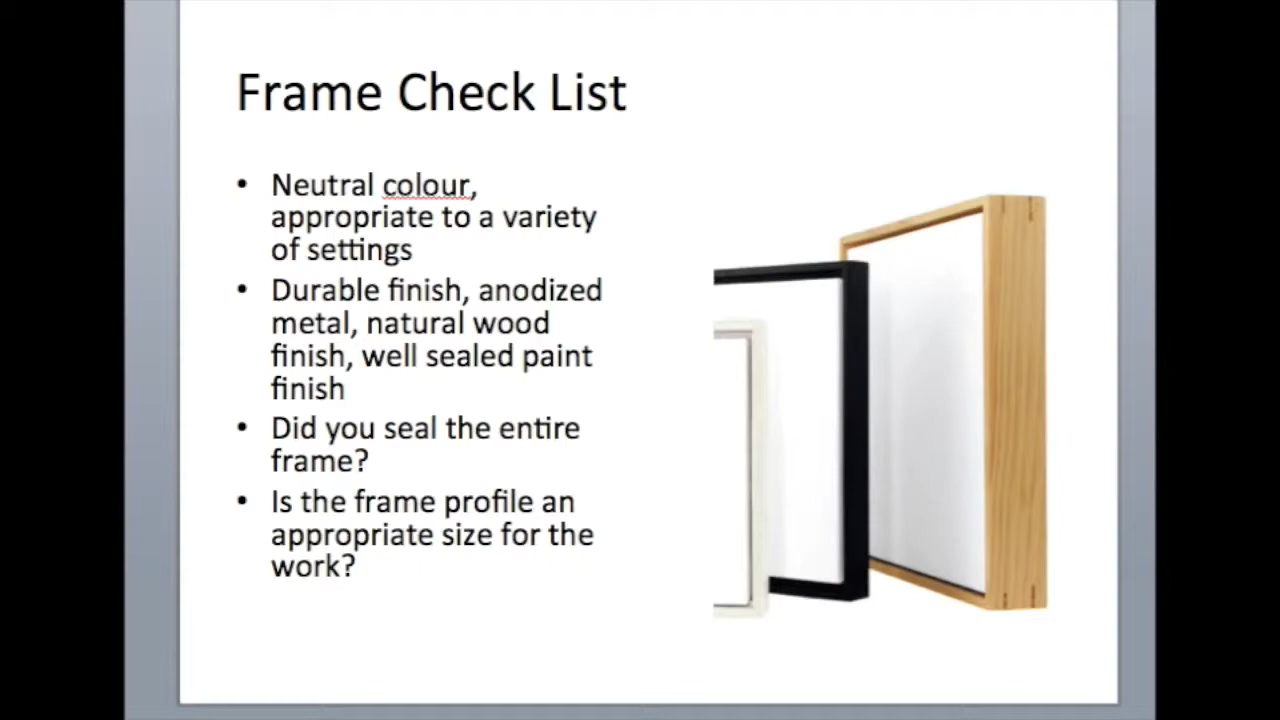 Frame Check List
• Neutral colour,
appropriate to a variety
of settings
• Durable finish, anodized
metal, natural wood
finish, well sealed paint
finish
• Did you seal the entire
frame?
• Is the frame profile an
appropriate size for the
work?